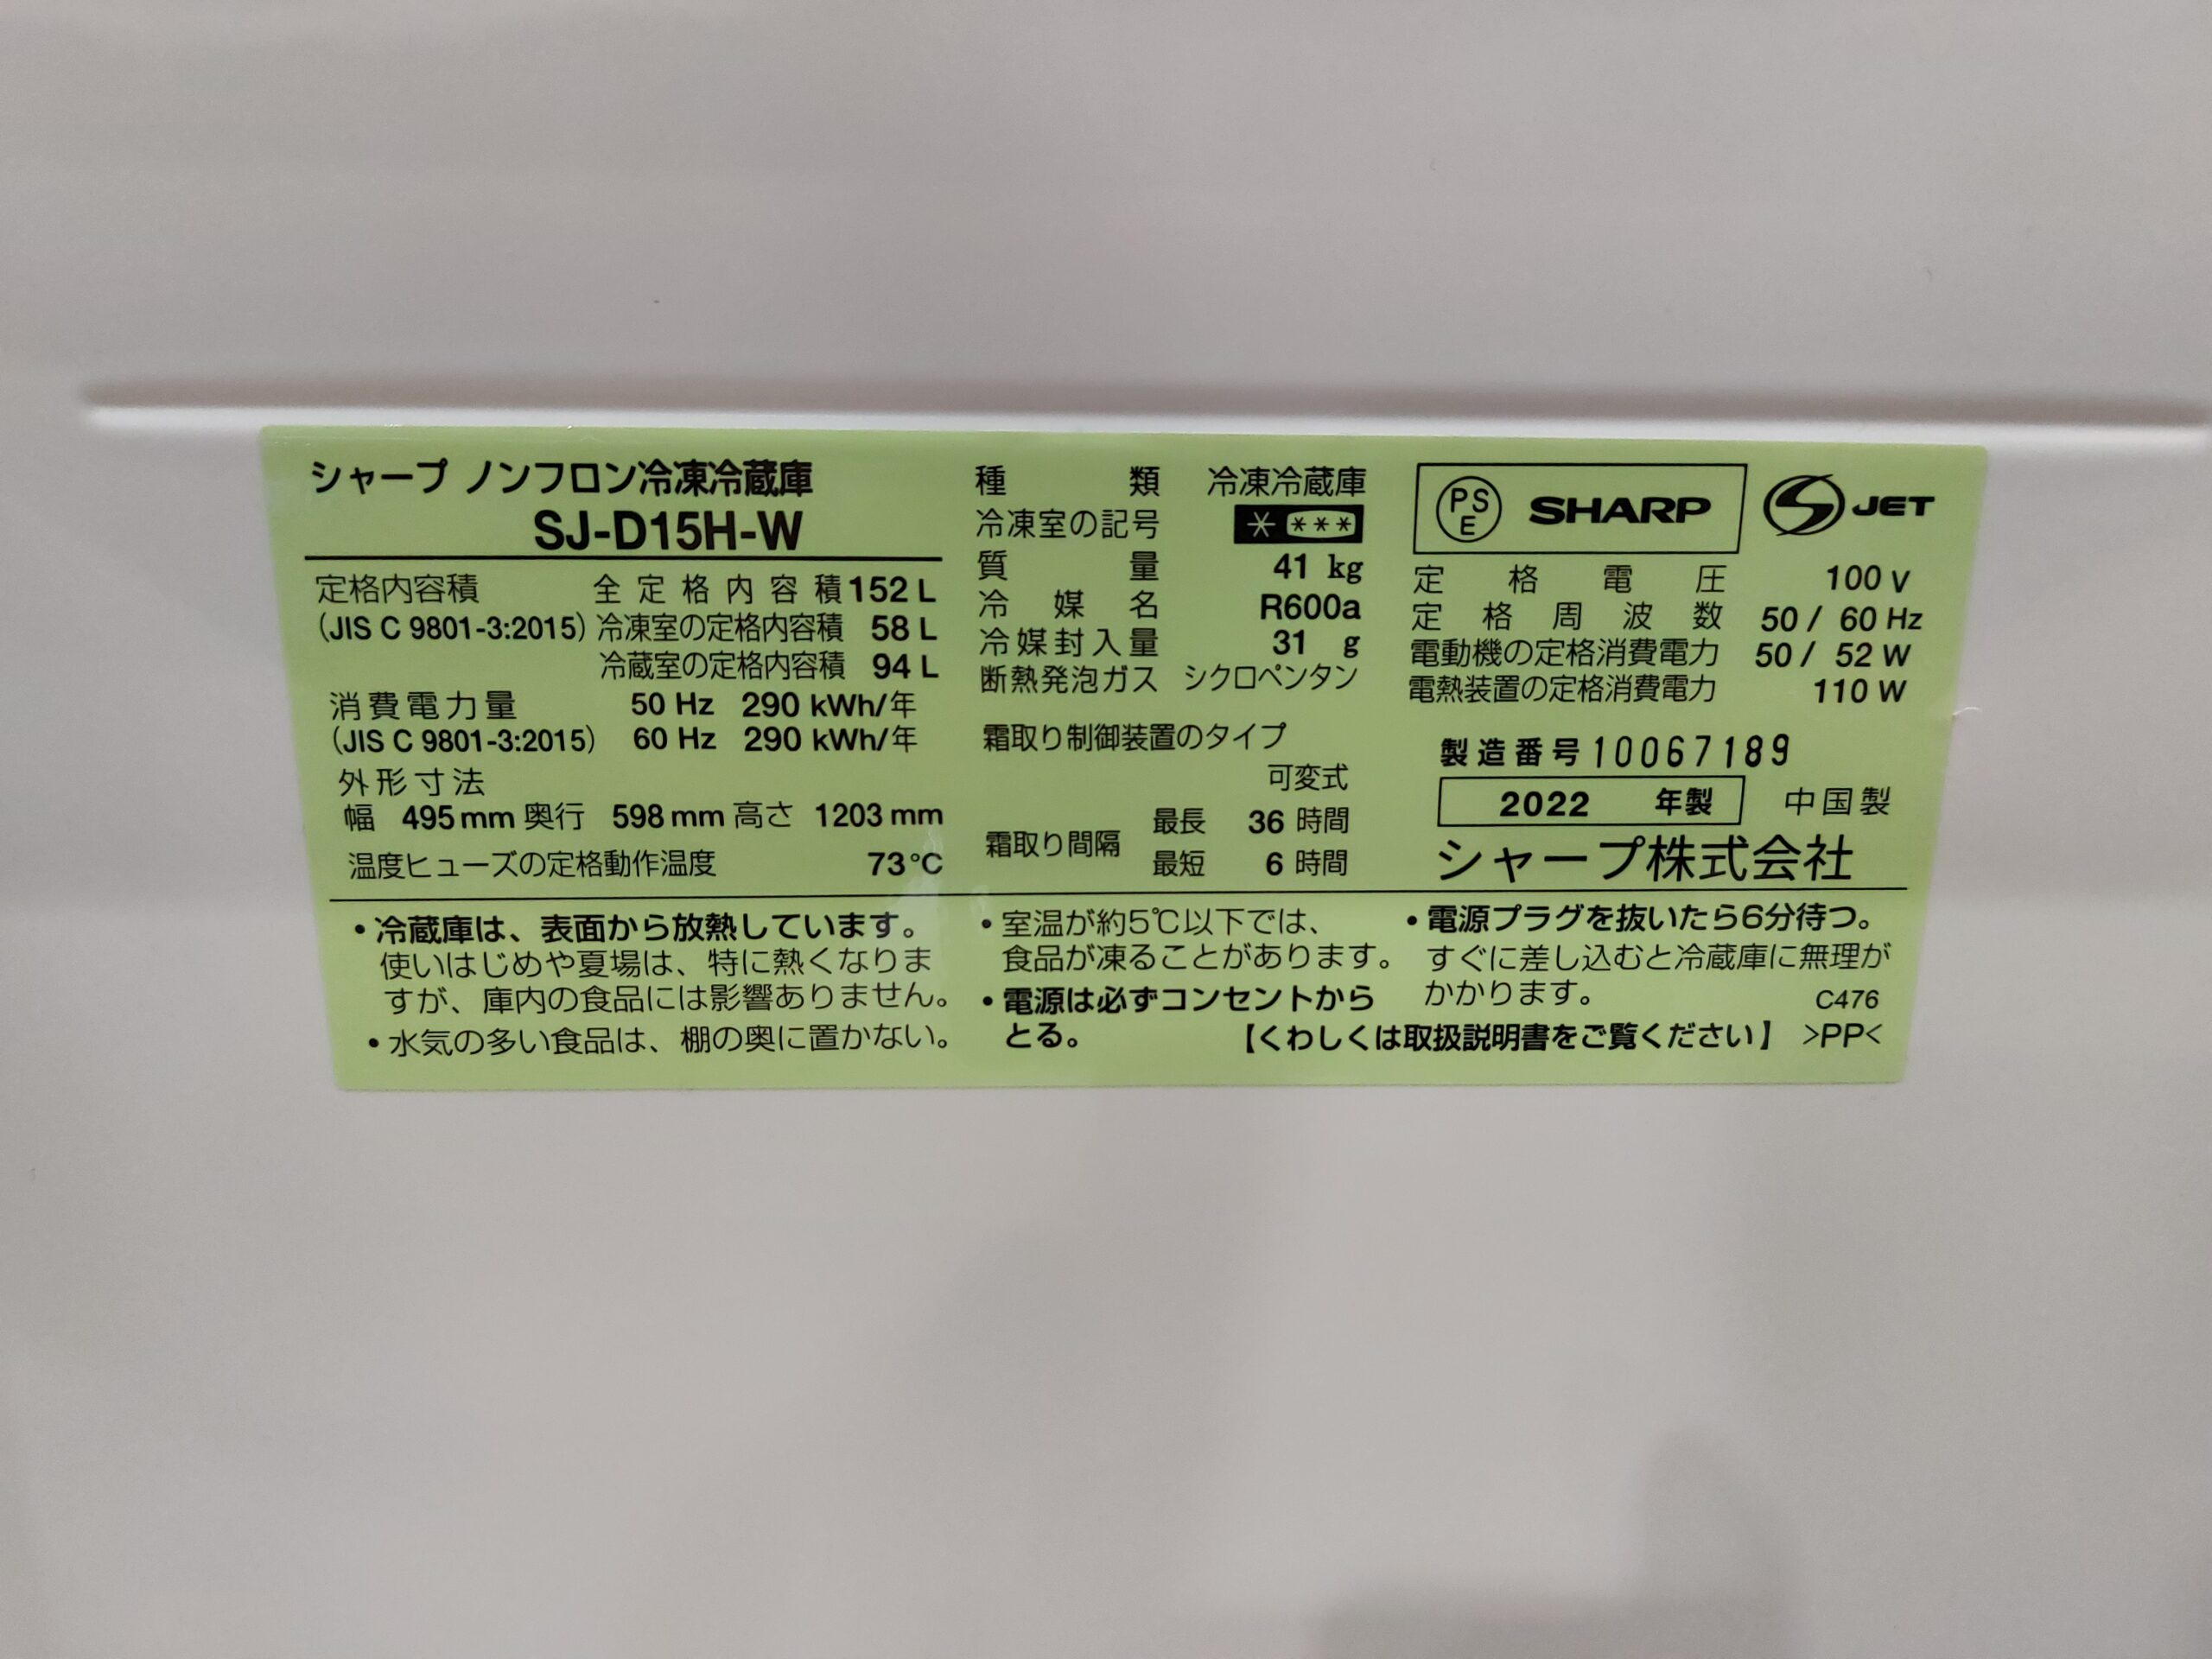 シャープ ノンフロン冷凍冷蔵庫
SJ-D15H-W
定格内容積 全定格内容積 152 L
(JIS C 9801-3:2015) 冷凍室の定格内容積 58 L
冷蔵室の定格内容積 94 L
消費電力量 50 Hz 290 kWh/年
(JIS C 9801-3:2015) 60 Hz 290 kWh/年
外形寸法
幅 495 mm 奥行 598 mm 高さ 1203 mm
温度ヒューズの定格動作温度 73℃
種類 冷凍冷蔵庫
冷凍室の記号 * ***
質量 41 kg
冷媒名 R600a
冷媒封入量 31 g
断熱発泡ガス シクロペンタン
霜取り制御装置のタイプ
可変式
霜取り間隔 最長 36 時間
最短 6 時間
PSE SHARP S JET
定格電圧 100 V
定格周波数 50 / 60 Hz
電動機の定格消費電力 50 / 52 W
電熱装置の定格消費電力 110 W
製造番号 10067189
2022 年製 中国製
シャープ株式会社
・冷蔵庫は、表面から放熱しています。
使いはじめや夏場は、特に熱くなりま
すが、庫内の食品には影響ありません。
・水気の多い食品は、棚の奥に置かない。
・室温が約5℃以下では、
食品が凍ることがあります。
・電源は必ずコンセントから
とる。
・電源プラグを抜いたら6分待つ。
すぐに差し込むと冷蔵庫に無理が
かかります。 C476
【くわしくは取扱説明書をご覧ください】 >PP<